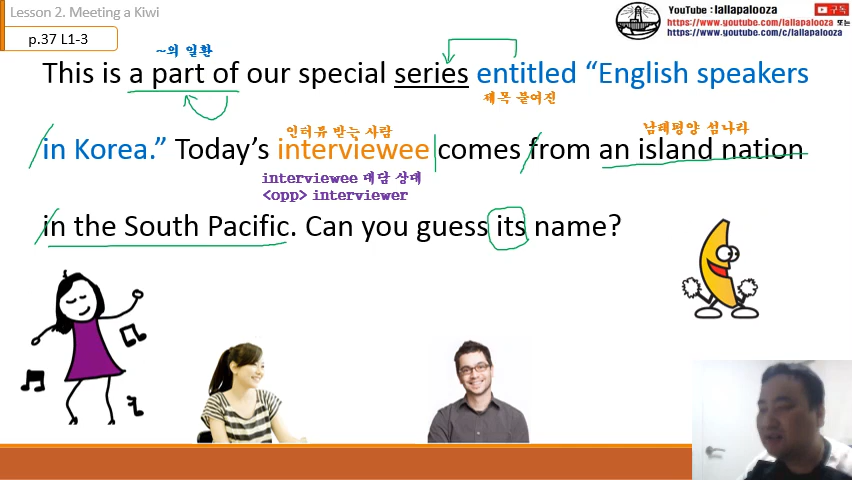 Lesson 2. Meeting a Kiwi
YouTube : © lallapalooza 구독
https://www.youtube.com/lallapalooza 또는
https://www.youtube.com/c/lallapalooza
p.37 L1-3
~의 일환
This is a part of our special series entitled “English speakers
제목 붙여진
인터뷰 받는 사람
남태평양 섬나라
in Korea.” Today’s interviewee comes from an island nation
interviewee 대담 상대
<opp> interviewer
in the South Pacific. Can you guess its name?